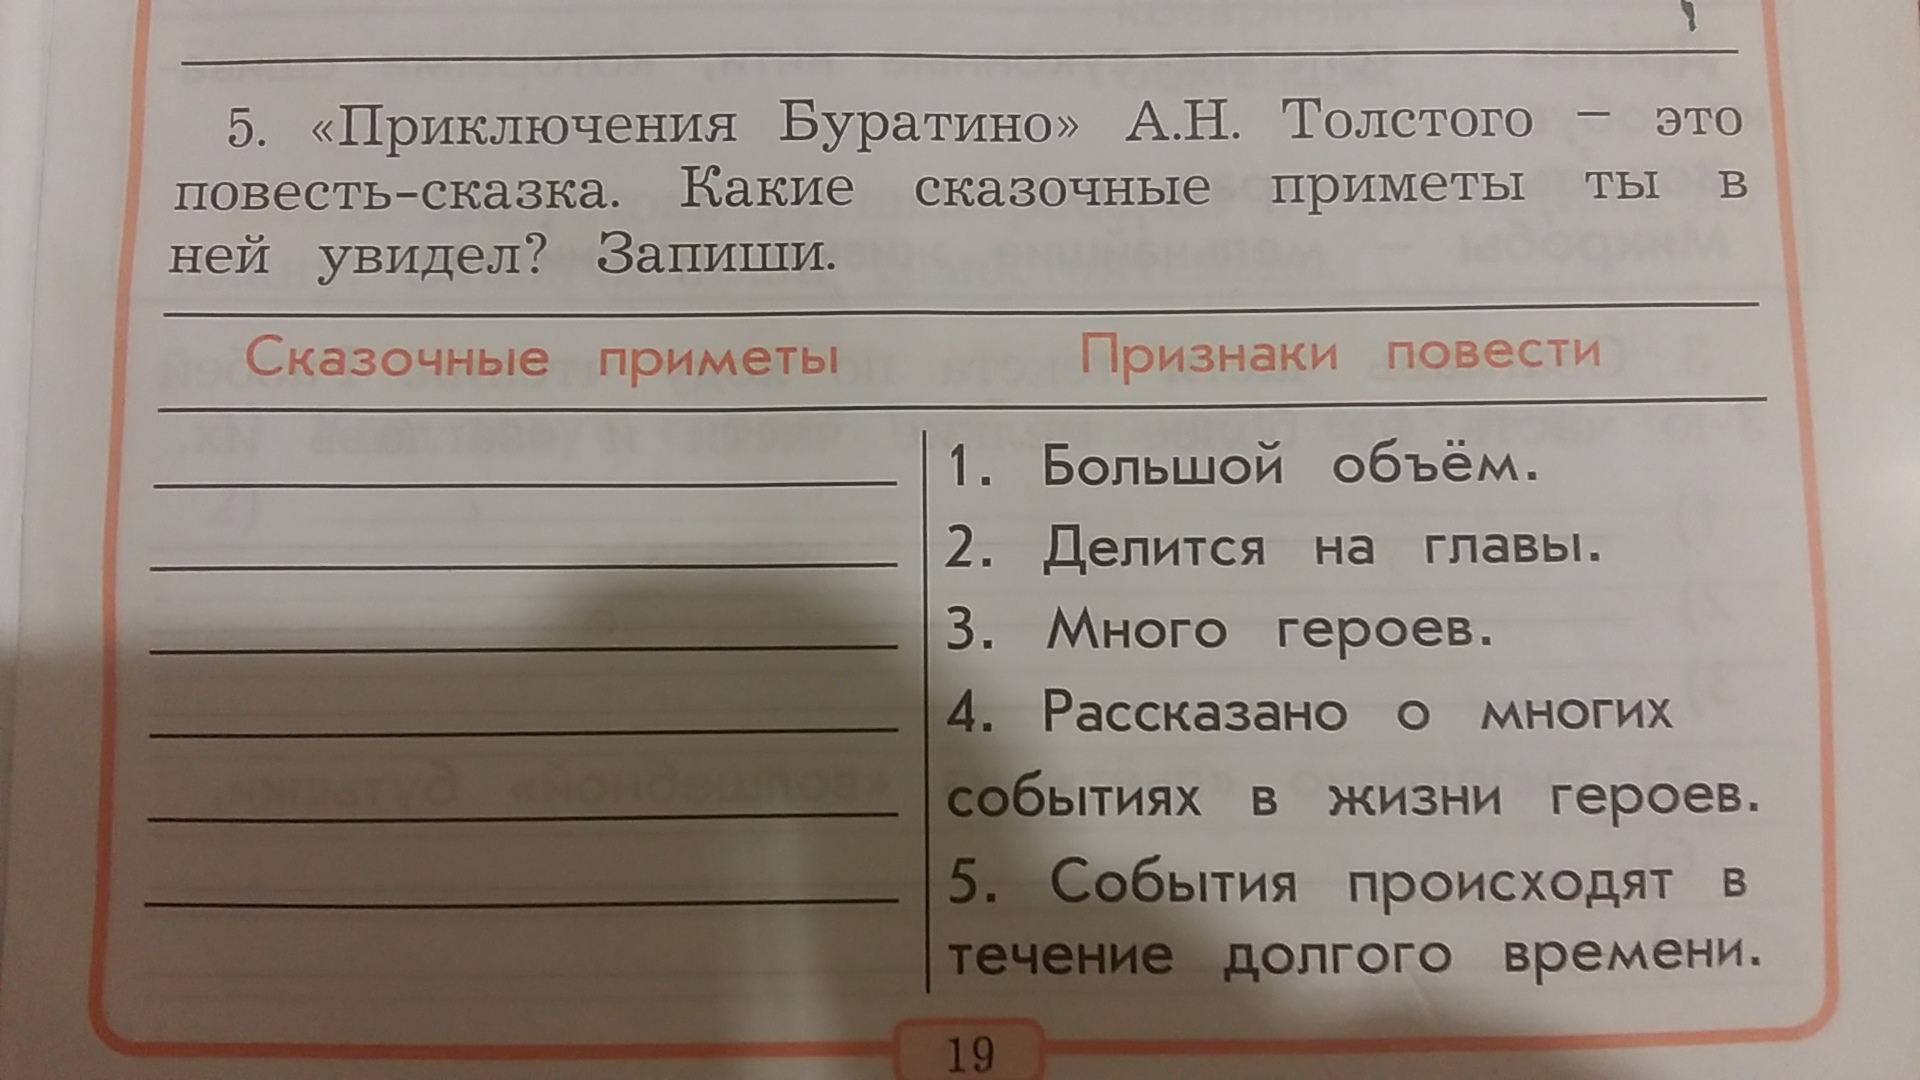 5. «Приключения Буратино» А.Н. Толстого – это
повесть-сказка. Какие сказочные приметы ты в
ней увидел? Запиши.
Сказочные приметы
Признаки повести
1. Большой объём.
2. Делится на главы.
3. Много героев.
4. Рассказано о многих
событиях в жизни героев.
5. События происходят в
течение долгого времени.
19